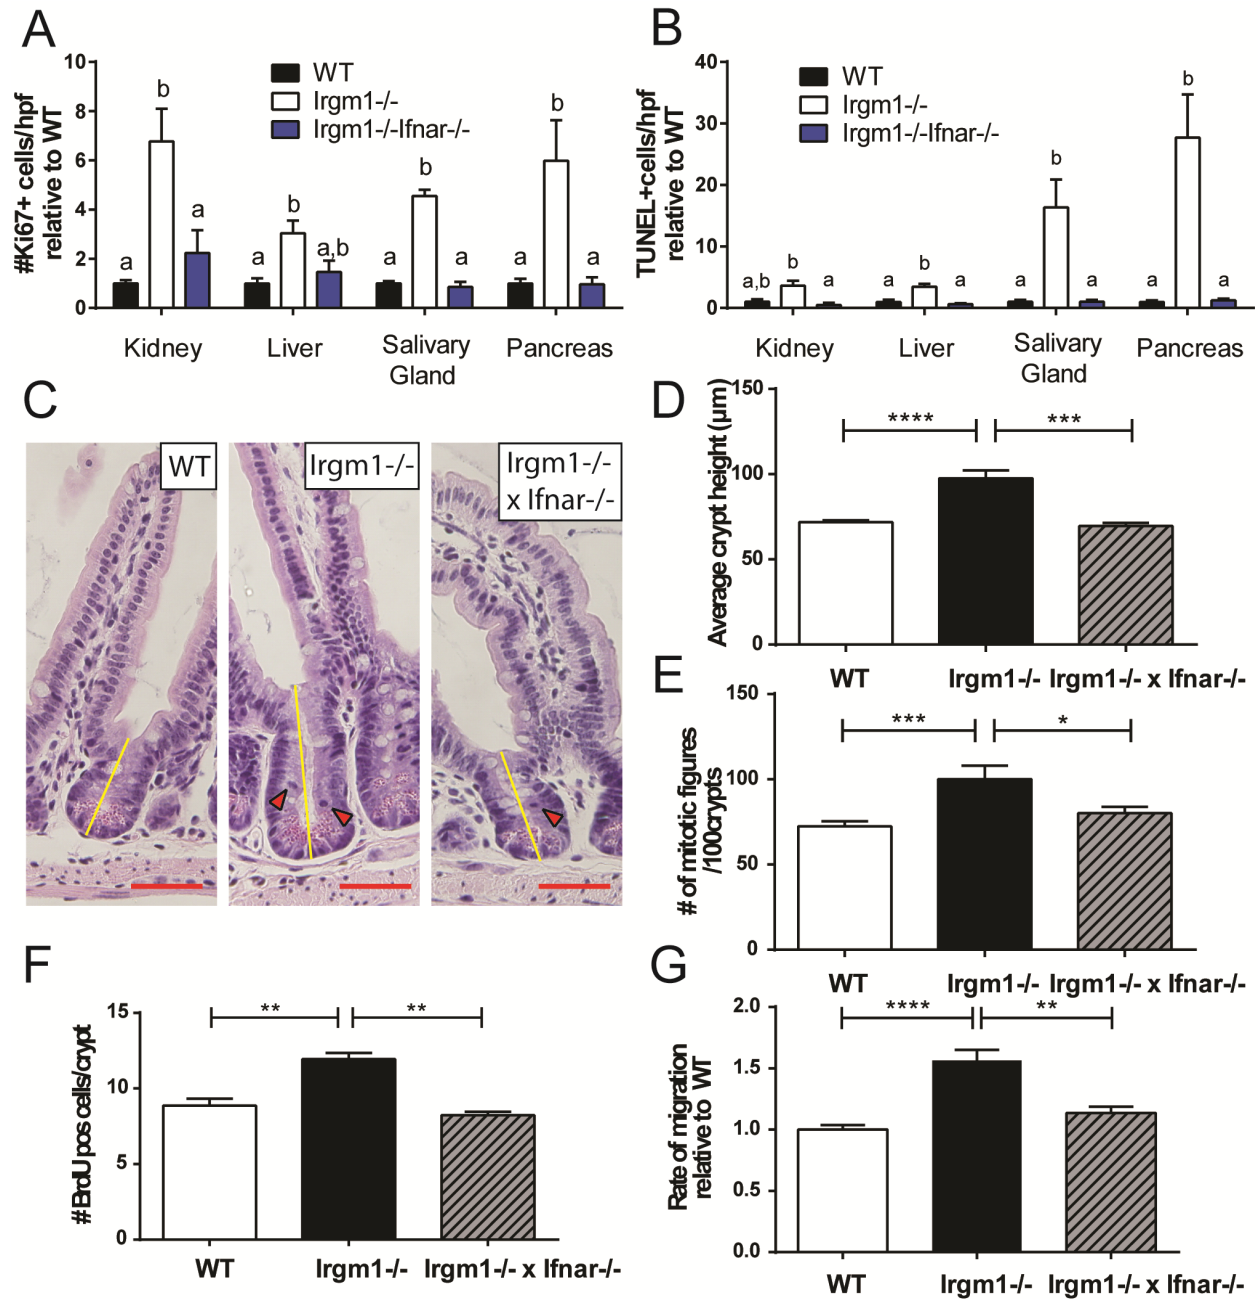 A
#Ki67+ cells/hpf
relative to WT
10
8
6
4
2
0
WT
Irgm1-/-
Irgm1-/-Ifnar-/-
a b a
a b a,b
a b a
a b a
Kidney
Liver
Salivary
Gland
Pancreas
B
TUNEL+cells/hpf
relative to WT
40
30
20
10
0
WT
Irgm1-/-
Irgm1-/-Ifnar-/-
a,b b a
a b a
a b a
a b a
Kidney
Liver
Salivary
Gland
Pancreas
C
WT
Irgm1-/-
Irgm1-/-
x Ifnar-/-
D
Average crypt height (μm)
150
100
50
0
**** ***
WT Irgm1-/- Irgm1-/- x Ifnar-/-
E
# of mitotic figures
/100crypts
150
100
50
0
*** *
WT Irgm1-/- Irgm1-/- x Ifnar-/-
F
#BrdU pos cells/crypt
15
10
5
0
** **
WT Irgm1-/- Irgm1-/- x Ifnar-/-
G
Rate of migration
relative to WT
2.0
1.5
1.0
0.5
0.0
**** **
WT Irgm1-/- Irgm1-/- x Ifnar-/-